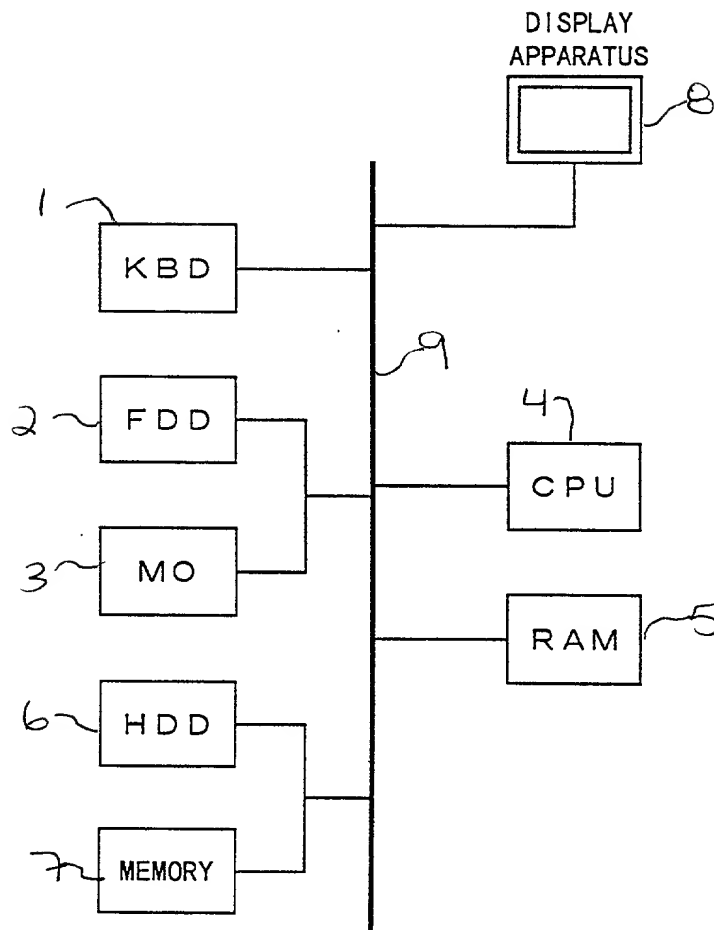 DISPLAY
APPARATUS
8
1
KBD
9
2
FDD
4
CPU
3
MO
5
RAM
6
HDD
7
MEMORY